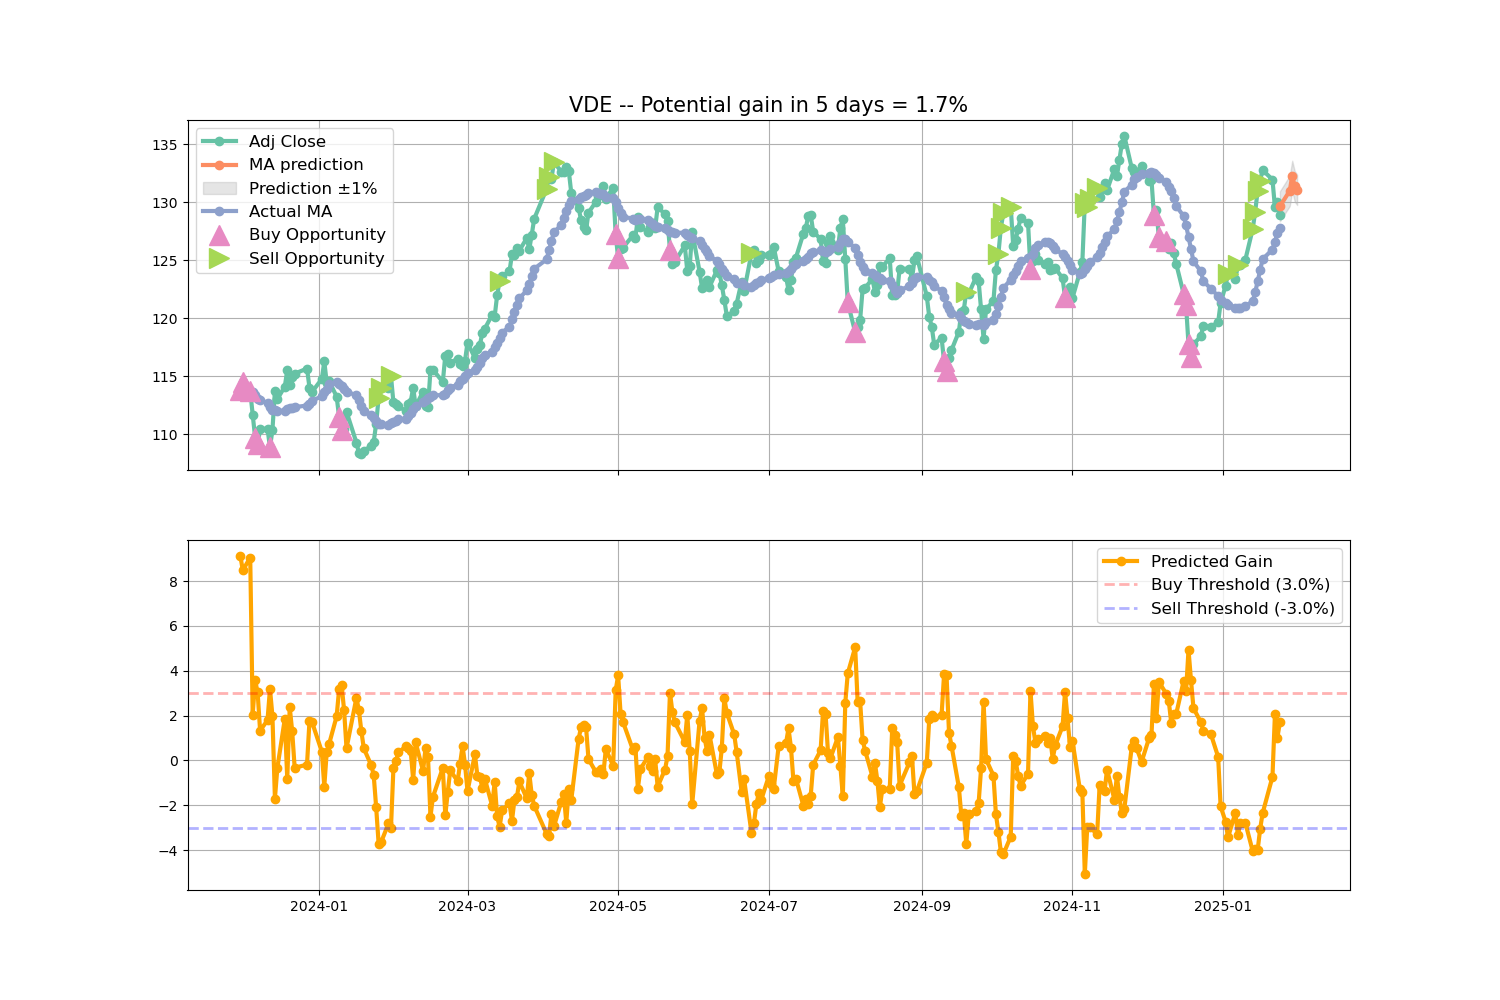 VDE -- Potential gain in 5 days = 1.7%
135
130
125
120
115
110
Adj Close
MA prediction
Prediction ±1%
Actual MA
Buy Opportunity
Sell Opportunity
8
6
4
2
0
−2
−4
Predicted Gain
Buy Threshold (3.0%)
Sell Threshold (-3.0%)
2024-01 2024-03 2024-05 2024-07 2024-09 2024-11 2025-01